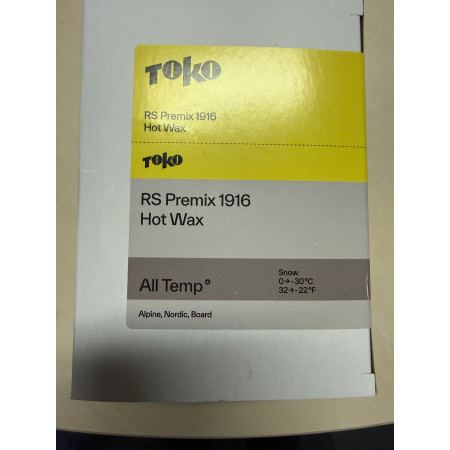 TOKO
RS Premix 1916
Hot Wax
TOKO
RS Premix 1916
Hot Wax
All Temp°
Snow
0→-30°C
32→-22°F
Alpine, Nordic, Board